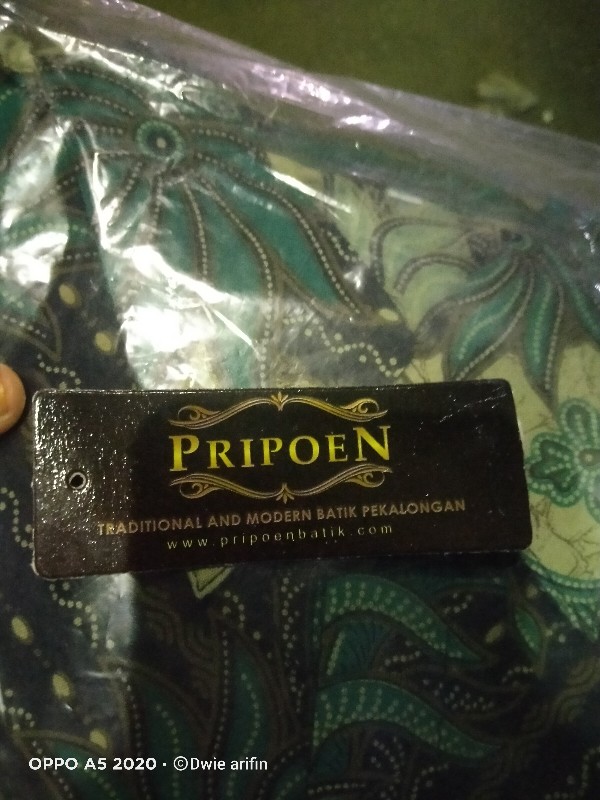 PRIPOEN
TRADITIONAL AND MODERN BATIK PEKALONGAN
www.pripoenbatik.com
OPPO A5 2020 · ©Dwie arifin